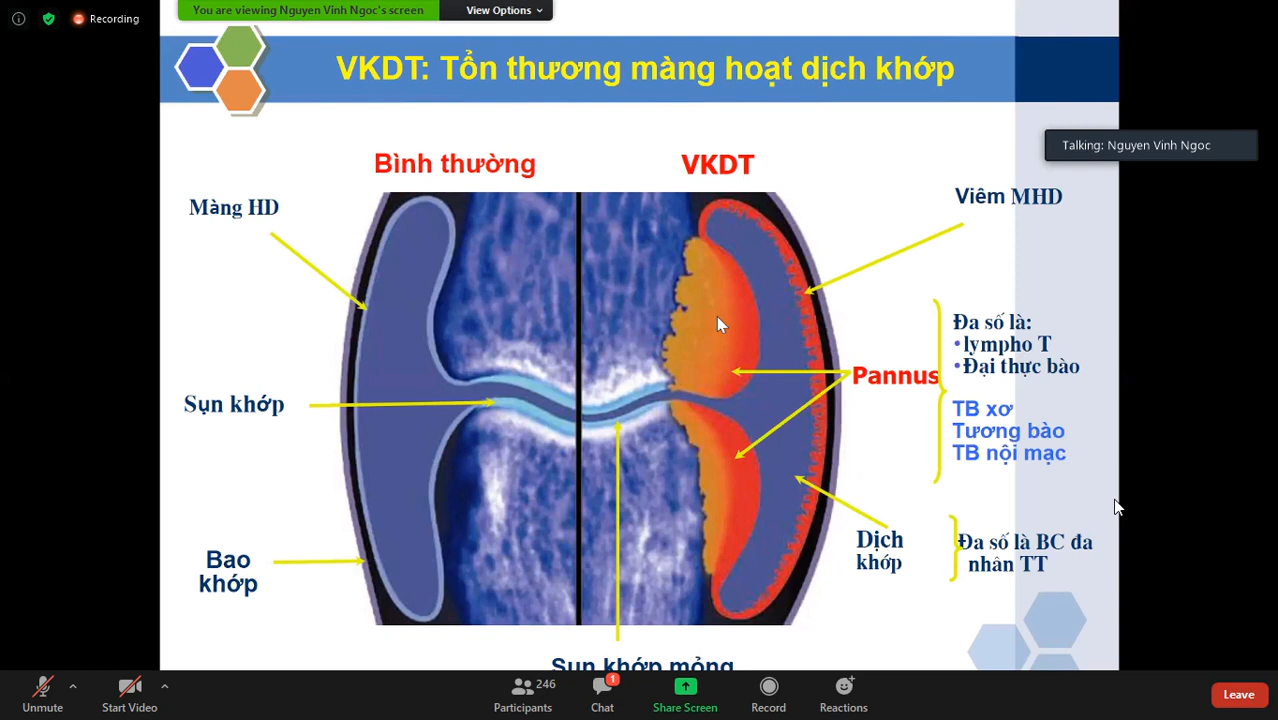 You are viewing Nguyen Vinh Ngoc's screen
View Options
Recording
VKDT: Tổn thương màng hoạt dịch khớp
Talking: Nguyen Vinh Ngoc
Bình thường
VKDT
Màng HD
Viêm MHD
Đa số là:
•lympho T
•Đại thực bào
Pannus
Sụn khớp
TB xơ
Tương bào
TB nội mạc
Dịch
khớp
Đa số là BC đa
nhân TT
Bao
khớp
Sụn khớp mỏng
Unmute
Start Video
246
Participants
1
Chat
Share Screen
Record
Reactions
Leave